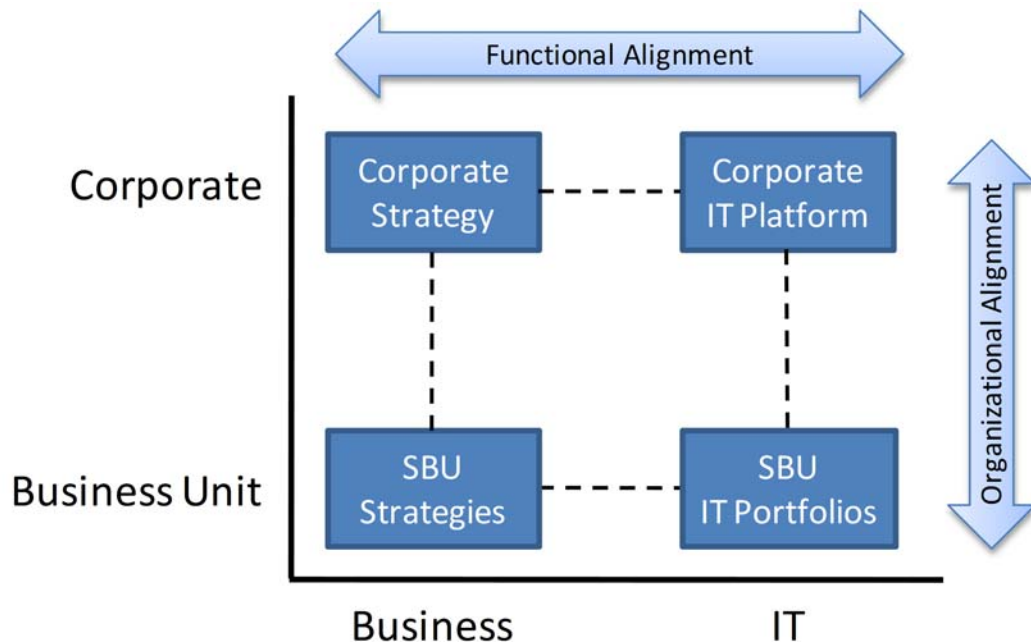 Functional Alignment
Corporate
Corporate
Strategy
Corporate
IT Platform
Organizational Alignment
Business Unit
SBU
Strategies
SBU
IT Portfolios
Business
IT